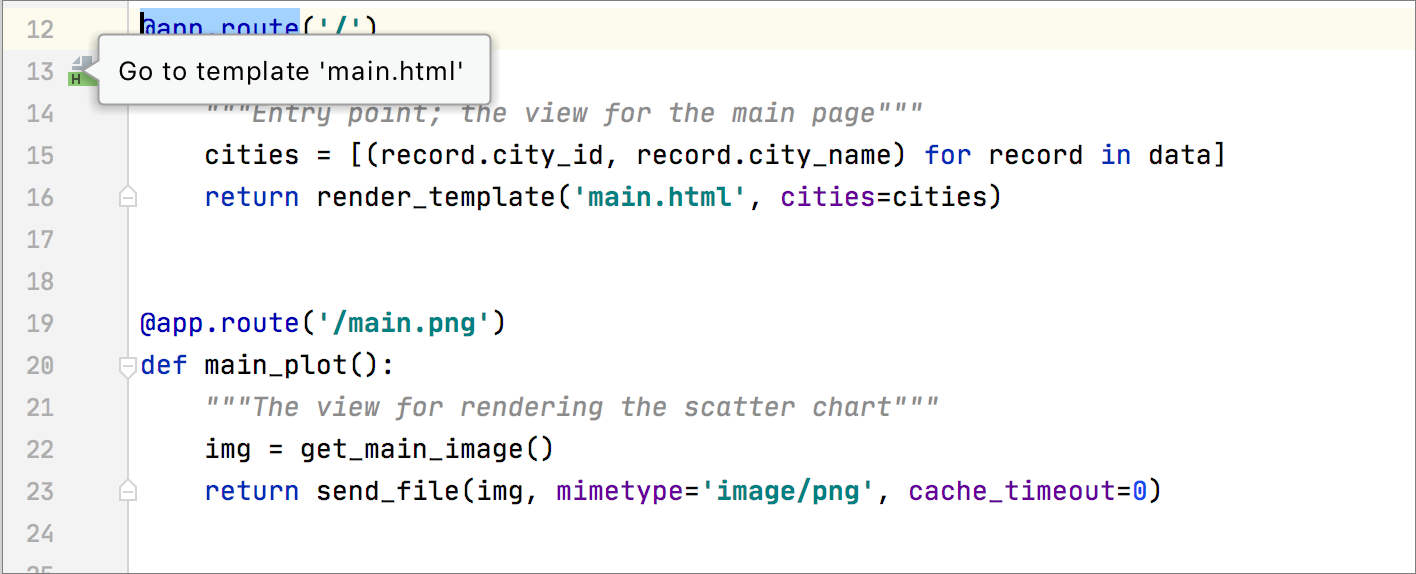 12 @app.route('/')
13 H Go to template 'main.html'
14 """Entry point; the view for the main page"""
15 cities = [(record.city_id, record.city_name) for record in data]
16 return render_template('main.html', cities=cities)
17
18
19 @app.route('/main.png')
20 def main_plot():
21 """The view for rendering the scatter chart"""
22 img = get_main_image()
23 return send_file(img, mimetype='image/png', cache_timeout=0)
24
25